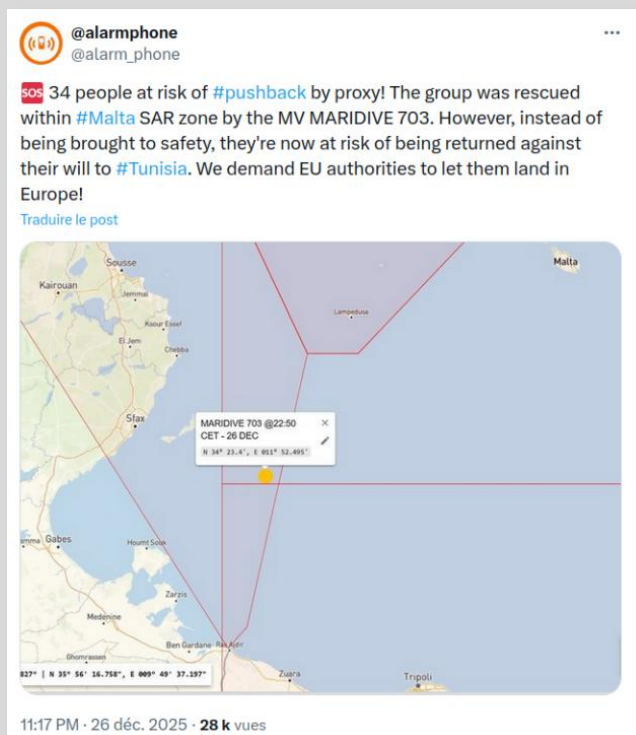 @alarmphone
@alarm_phone
SOS 34 people at risk of #pushback by proxy! The group was rescued
within #Malta SAR zone by the MV MARIDIVE 703. However, instead of
being brought to safety, they're now at risk of being returned against
their will to #Tunisia. We demand EU authorities to let them land in
Europe!
Traduire le post
Sousse
Malta
Kairouan
Jemmal
Lampedusa
Ksour Essef
El Jem
Chebba
Sfax
MARIDIVE 703 @22:50
CET - 26 DEC
N 34° 23.4', E 011° 52.495'
Gabes
Houmt Souk
Zarzis
Medenine
Ben Gardane
Ras Ajdir
Ghomrassen
827° | N 35° 56' 16.758", E 009° 49' 37.197"
Zuara
Tripoli
11:17 PM · 26 déc. 2025 · 28 k vues